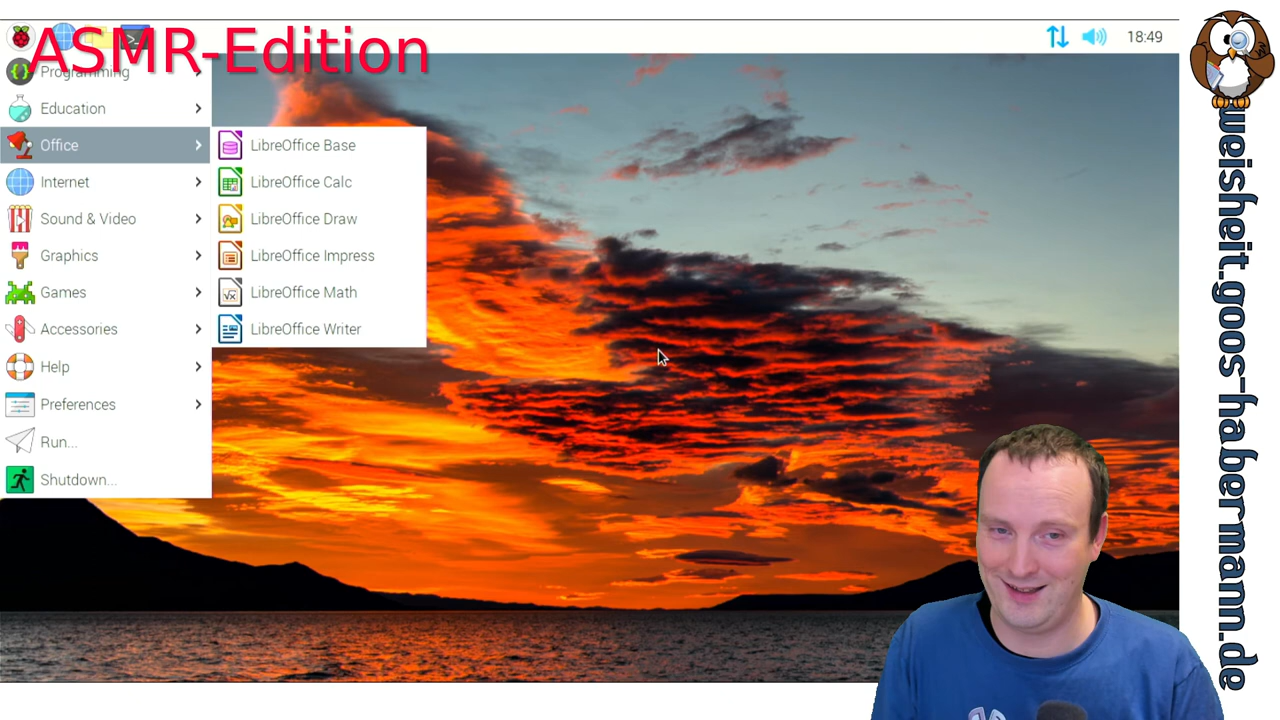 ASMR-Edition
18:49
Programming
Education
Office
Internet
Sound & Video
Graphics
Games
Accessories
Help
Preferences
Run...
Shutdown...
LibreOffice Base
LibreOffice Calc
LibreOffice Draw
LibreOffice Impress
LibreOffice Math
LibreOffice Writer
weisheit.goos-habermann.de